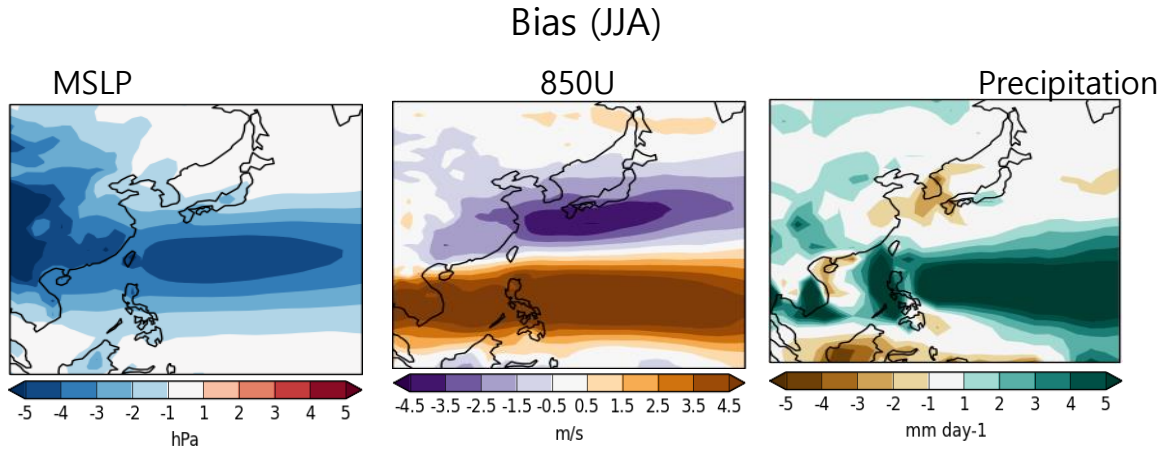 Bias (JJA)
MSLP
850U
Precipitation
-5 -4 -3 -2 -1 1 2 3 4 5
hPa
-4.5 -3.5 -2.5 -1.5 -0.5 0.5 1.5 2.5 3.5 4.5
m/s
-5 -4 -3 -2 -1 1 2 3 4 5
mm day-1